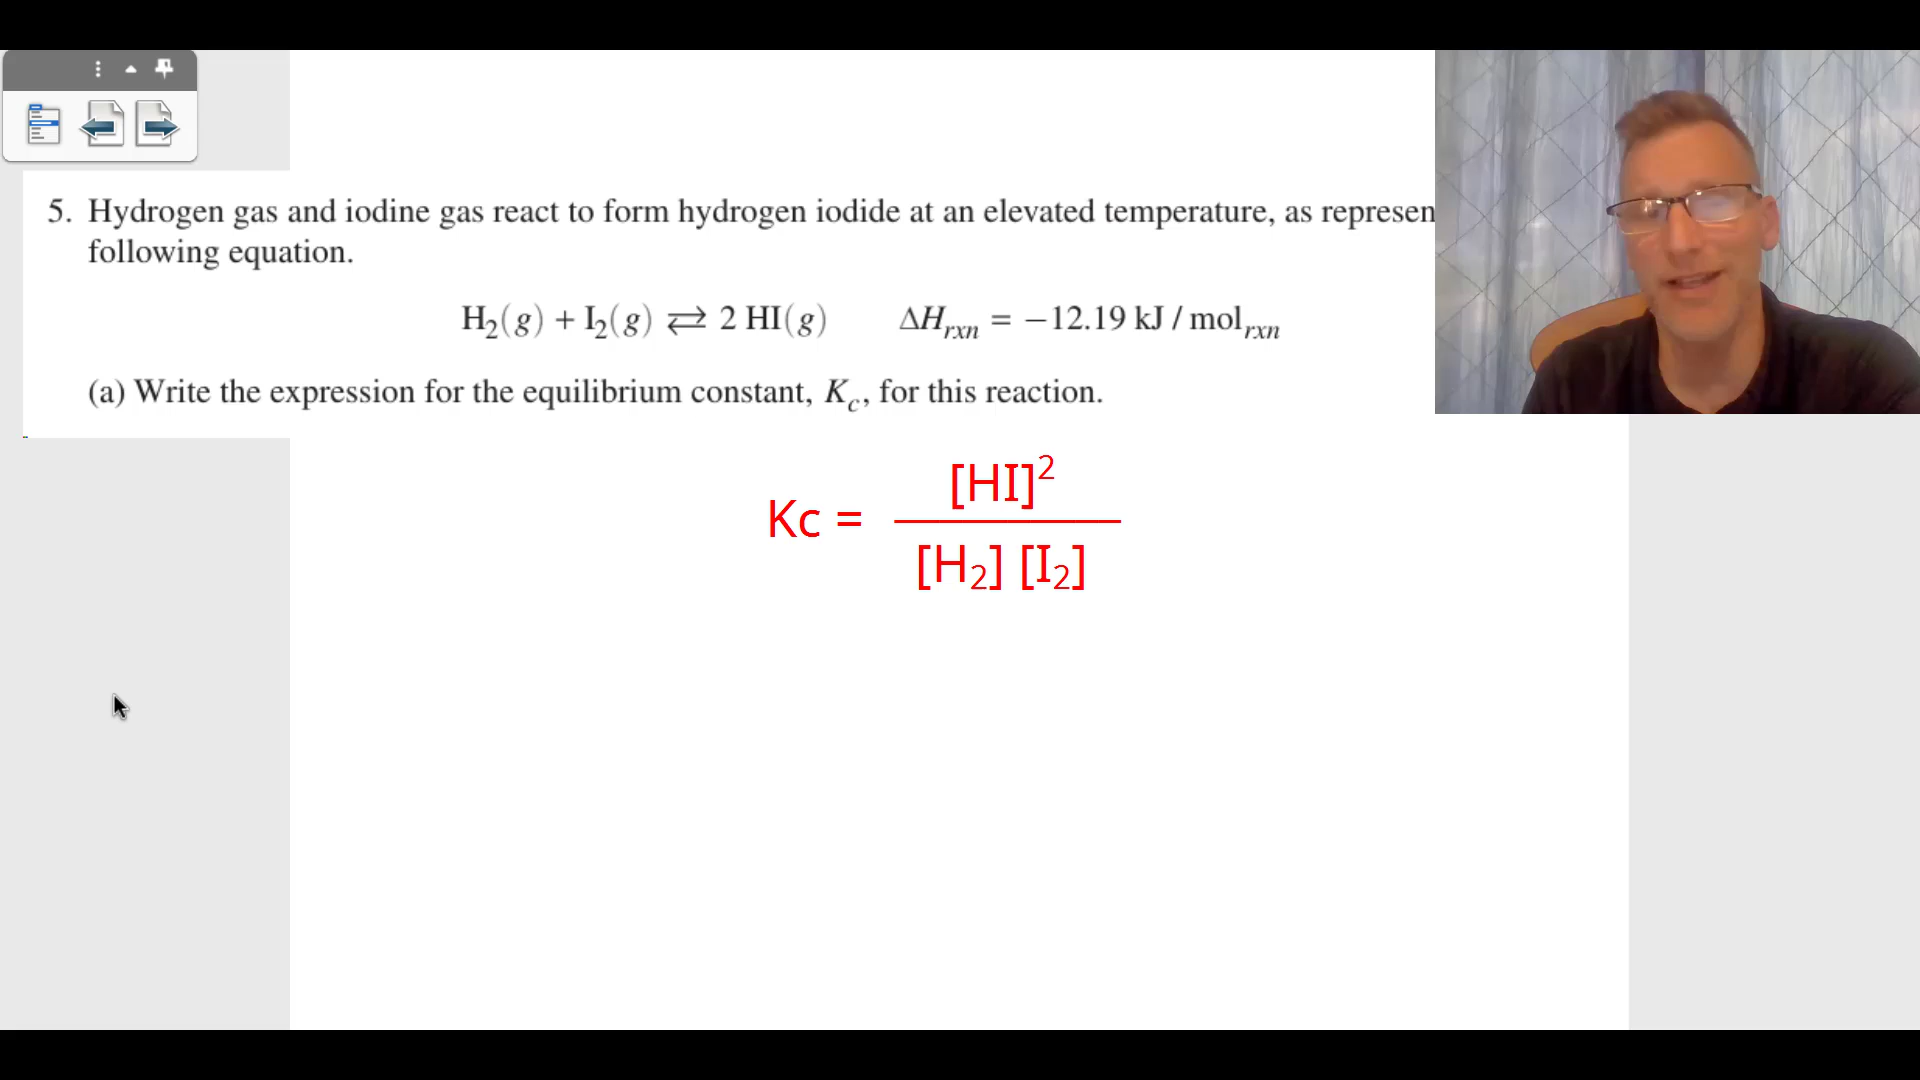 5. Hydrogen gas and iodine gas react to form hydrogen iodide at an elevated temperature, as represen
following equation.
H₂(g) + I₂(g) ⇄ 2 HI(g) ΔHᵣₓₙ = −12.19 kJ / molᵣₓₙ
(a) Write the expression for the equilibrium constant, K_c, for this reaction.
[HI]²
Kc =
[H₂] [I₂]